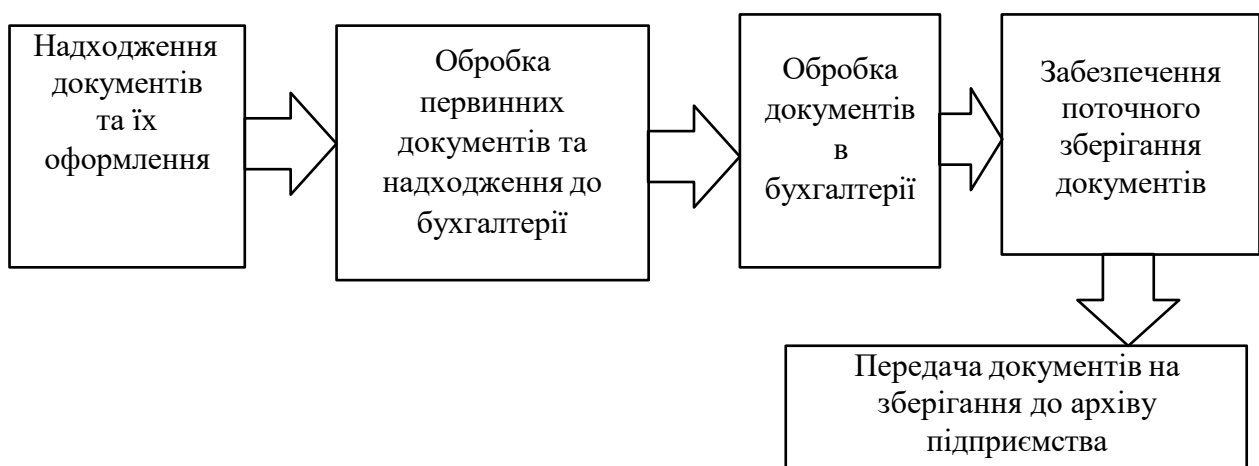 Надходження
документів
та їх
оформлення
Обробка
первинних
документів та
надходження до
бухгалтерії
Обробка
документів
в
бухгалтерії
Забезпечення
поточного
зберігання
документів
Передача документів на
зберігання до архіву
підприємства